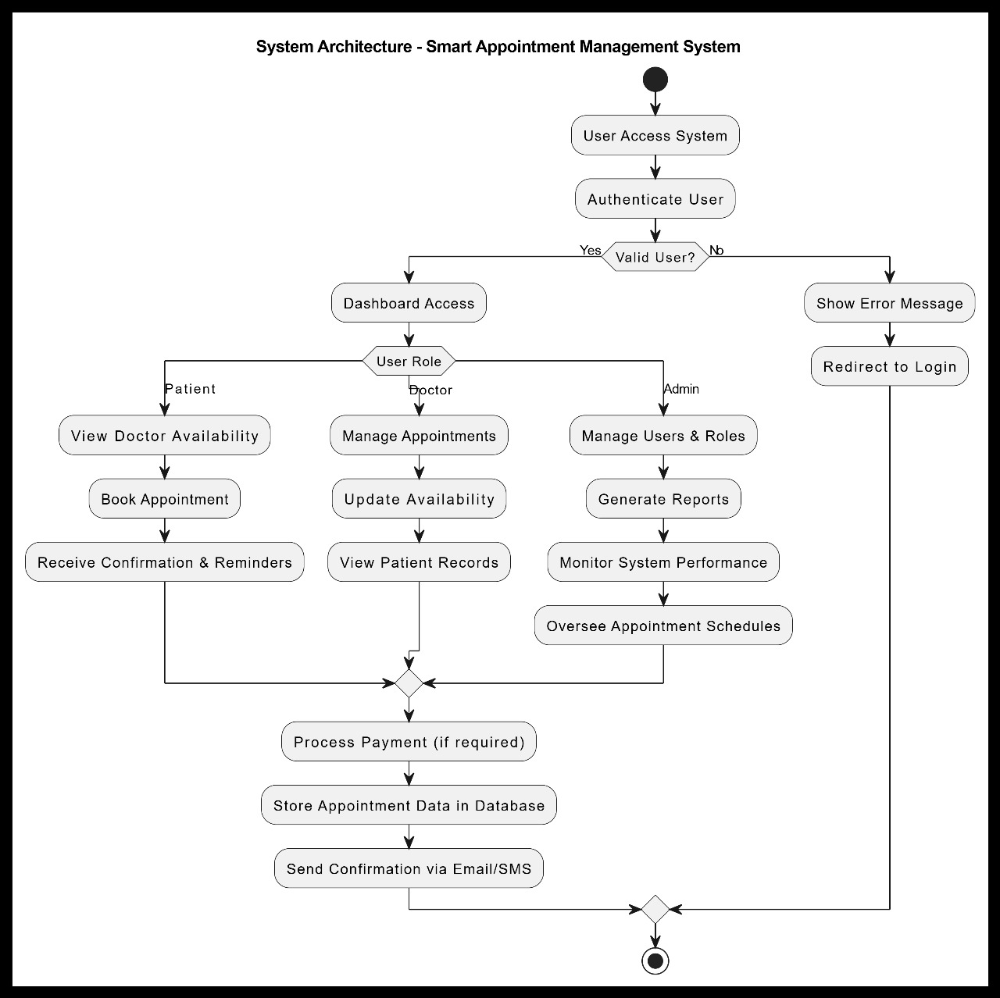 System Architecture - Smart Appointment Management System
User Access System
Authenticate User
Yes
Valid User?
No
Dashboard Access
Show Error Message
User Role
Redirect to Login
Patient
Doctor
Admin
View Doctor Availability
Manage Appointments
Manage Users & Roles
Book Appointment
Update Availability
Generate Reports
Receive Confirmation & Reminders
View Patient Records
Monitor System Performance
Oversee Appointment Schedules
Process Payment (if required)
Store Appointment Data in Database
Send Confirmation via Email/SMS